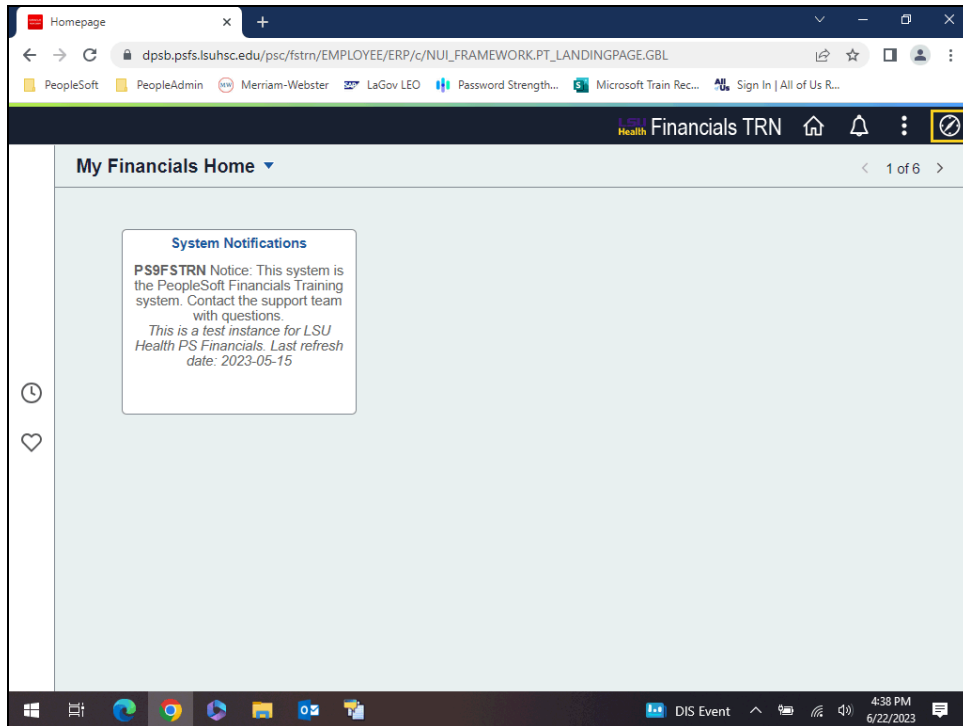 Homepage
dpsb.psfs.lsuhsc.edu/psc/fstrn/EMPLOYEE/ERP/c/NUI_FRAMEWORK.PT_LANDINGPAGE.GBL
PeopleSoft PeopleAdmin MW Merriam-Webster SAP LaGov LEO Password Strength... S Microsoft Train Rec... All Us Sign In | All of Us R...
LSU Health Financials TRN
My Financials Home 1 of 6
System Notifications
PS9FSTRN Notice: This system is
the PeopleSoft Financials Training
system. Contact the support team
with questions.
This is a test instance for LSU
Health PS Financials. Last refresh
date: 2023-05-15
DIS Event 4:38 PM
6/22/2023